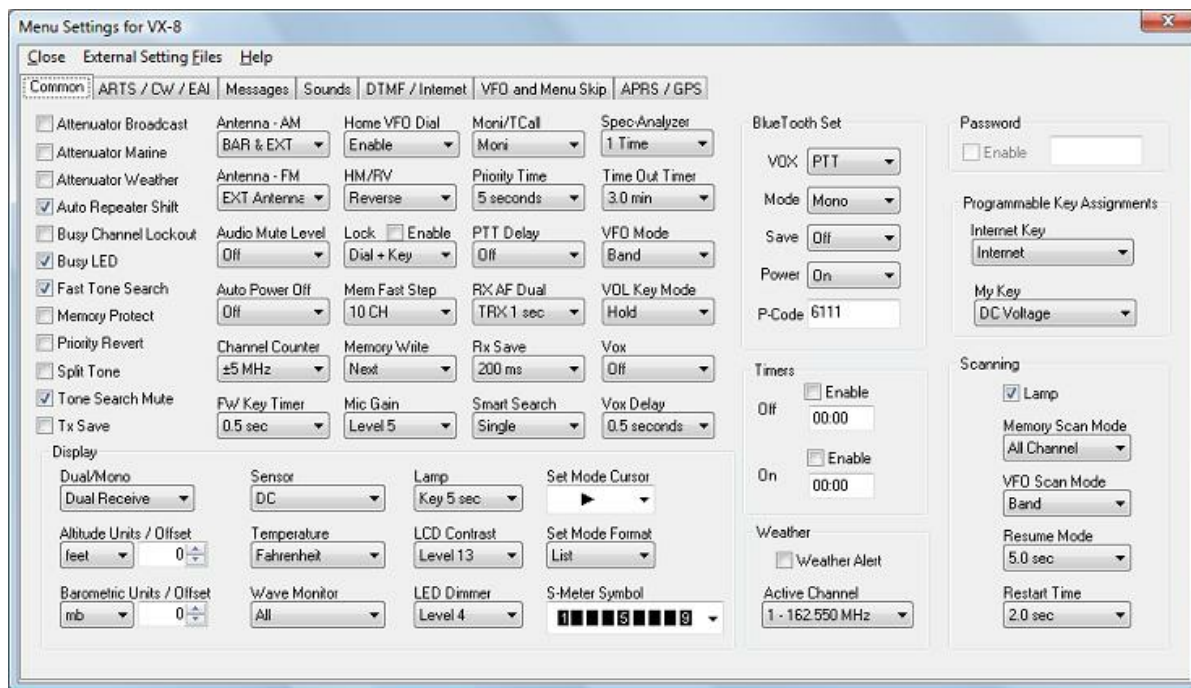 Menu Settings for VX-8
Close External Setting Files Help
Common ARTS / CW / EAI Messages Sounds DTMF / Internet VFO and Menu Skip APRS / GPS
Attenuator Broadcast
Attenuator Marine
Attenuator Weather
Auto Repeater Shift
Busy Channel Lockout
Busy LED
Fast Tone Search
Memory Protect
Priority Revert
Split Tone
Tone Search Mute
Tx Save
Antenna - AM
BAR & EXT
Antenna - FM
EXT Antenna
Audio Mute Level
Off
Auto Power Off
Off
Channel Counter
±5 MHz
FW Key Timer
0.5 sec
Home VFO Dial
Enable
HM/RV
Reverse
Lock Enable
Dial + Key
Mem Fast Step
10 CH
Memory Write
Next
Mic Gain
Level 5
Moni/TCall
Moni
Priority Time
5 seconds
PTT Delay
Off
RX AF Dual
TRX 1 sec
Rx Save
200 ms
Smart Search
Single
Spec-Analyzer
1 Time
Time Out Timer
3.0 min
VFO Mode
Band
VOL Key Mode
Hold
Vox
Off
Vox Delay
0.5 seconds
Display
Dual/Mono
Dual Receive
Altitude Units / Offset
feet 0
Barometric Units / Offset
mb 0
Sensor
DC
Temperature
Fahrenheit
Wave Monitor
All
Lamp
Key 5 sec
LCD Contrast
Level 13
LED Dimmer
Level 4
Set Mode Cursor
Set Mode Format
List
S-Meter Symbol
1 5 9
BlueTooth Set
VOX PTT
Mode Mono
Save Off
Power On
P-Code 6111
Timers
Enable
Off 00:00
Enable
On 00:00
Weather
Weather Alert
Active Channel
1 - 162.550 MHz
Password
Enable
Programmable Key Assignments
Internet Key
Internet
My Key
DC Voltage
Scanning
Lamp
Memory Scan Mode
All Channel
VFO Scan Mode
Band
Resume Mode
5.0 sec
Restart Time
2.0 sec